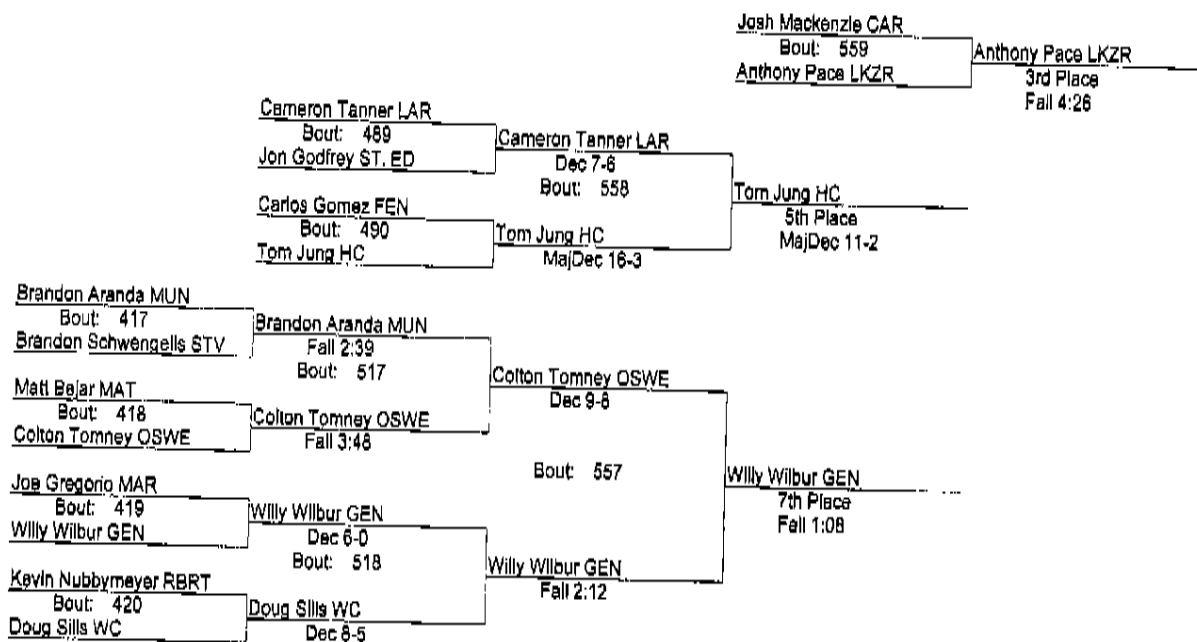 Josh Mackenzie CAR
Bout: 559
Anthony Pace LKZR
Anthony Pace LKZR
3rd Place
Fall 4:26
Cameron Tanner LAR
Bout: 489
Jon Godfrey ST. ED
Cameron Tanner LAR
Dec 7-6
Bout: 558
Carlos Gomez FEN
Bout: 490
Tom Jung HC
Tom Jung HC
MajDec 16-3
Tom Jung HC
5th Place
MajDec 11-2
Brandon Aranda MUN
Bout: 417
Brandon Schwengells STV
Brandon Aranda MUN
Fall 2:39
Bout: 517
Matt Bejar MAT
Bout: 418
Colton Tomney OSWE
Colton Tomney OSWE
Fall 3:48
Colton Tomney OSWE
Dec 9-8
Joe Gregorio MAR
Bout: 419
Willy Wilbur GEN
Willy Wilbur GEN
Dec 6-0
Bout: 518
Kevin Nubbymeyer RBRT
Bout: 420
Doug Sills WC
Doug Sills WC
Dec 8-5
Willy Wilbur GEN
Fall 2:12
Bout: 557
Willy Wilbur GEN
7th Place
Fall 1:08